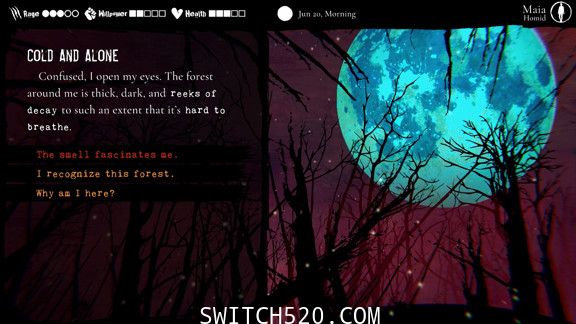 Rage Willpower Health Jun 20, Morning Maia
Homid
COLD AND ALONE
Confused, I open my eyes. The forest
around me is thick, dark, and reeks of
decay to such an extent that it's hard to
breathe.
The smell fascinates me.
I recognize this forest.
Why am I here?
SWITCH520.COM